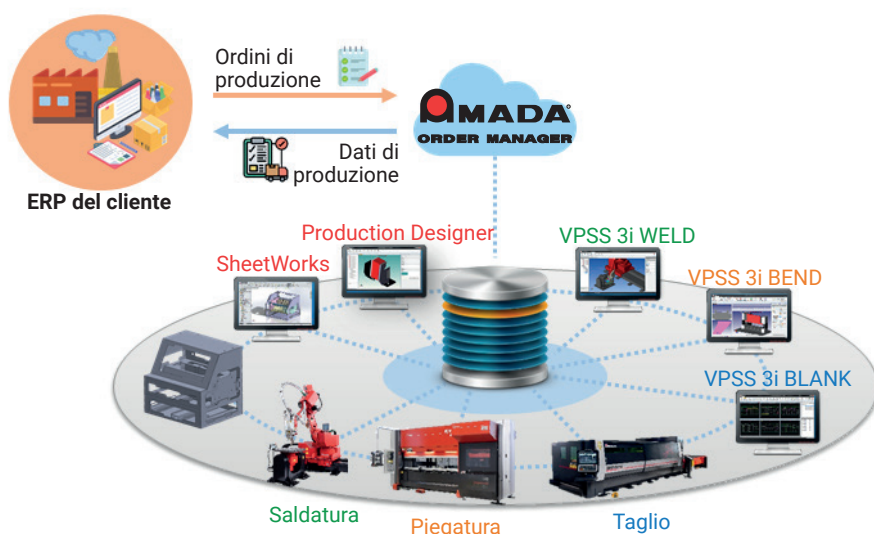 Ordini di
produzione
AMADA
ORDER MANAGER
Dati di
produzione
ERP del cliente
Production Designer
VPSS 3i WELD
SheetWorks
VPSS 3i BEND
VPSS 3i BLANK
Saldatura
Piegatura
Taglio